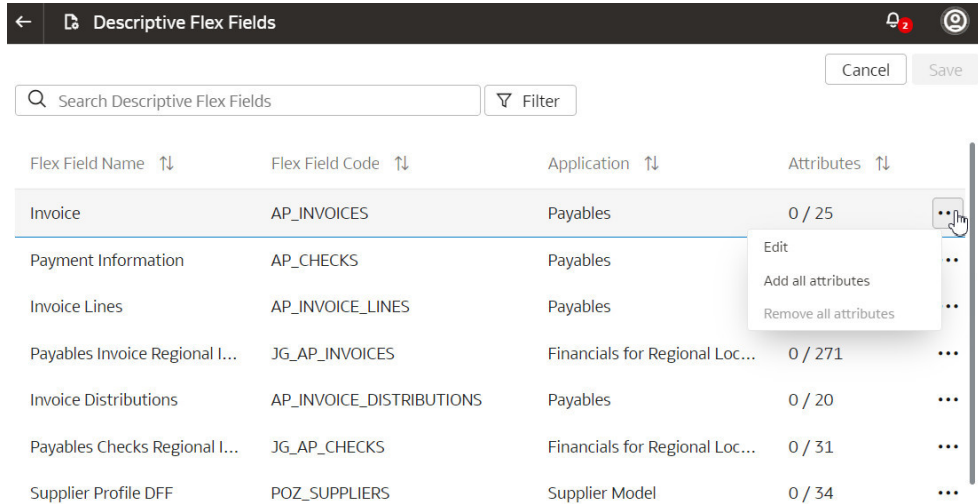 Descriptive Flex Fields
2
Cancel Save
Search Descriptive Flex Fields Filter
Flex Field Name Flex Field Code Application Attributes
Invoice AP_INVOICES Payables 0 / 25
Edit
Payment Information AP_CHECKS Payables
Add all attributes
Invoice Lines AP_INVOICE_LINES Payables
Remove all attributes
Payables Invoice Regional I... JG_AP_INVOICES Financials for Regional Loc... 0 / 271
Invoice Distributions AP_INVOICE_DISTRIBUTIONS Payables 0 / 20
Payables Checks Regional I... JG_AP_CHECKS Financials for Regional Loc... 0 / 31
Supplier Profile DFF POZ_SUPPLIERS Supplier Model 0 / 34